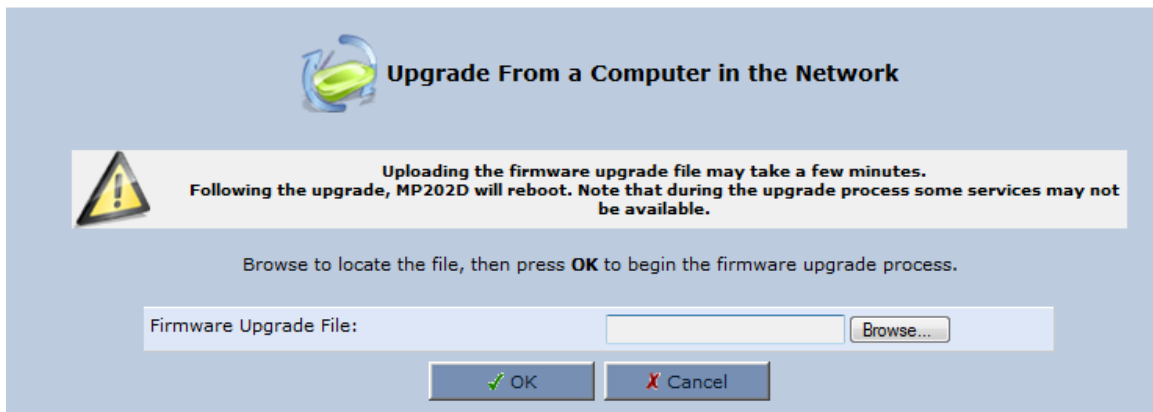 Upgrade From a Computer in the Network
Uploading the firmware upgrade file may take a few minutes.
Following the upgrade, MP202D will reboot. Note that during the upgrade process some services may not
be available.
Browse to locate the file, then press OK to begin the firmware upgrade process.
Firmware Upgrade File:
Browse...
OK
Cancel